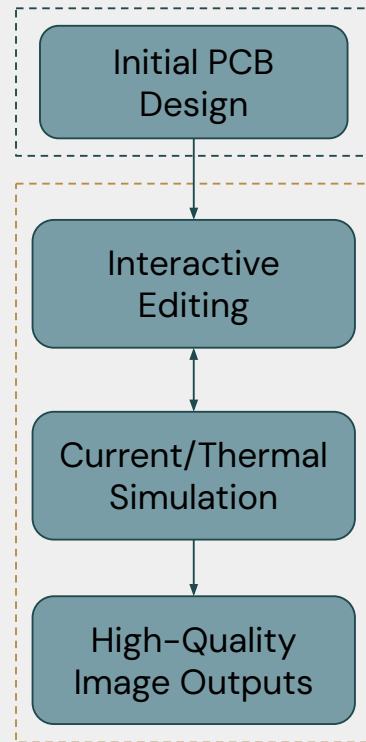 Initial PCB
Design
Interactive
Editing
Current/Thermal
Simulation
High-Quality
Image Outputs